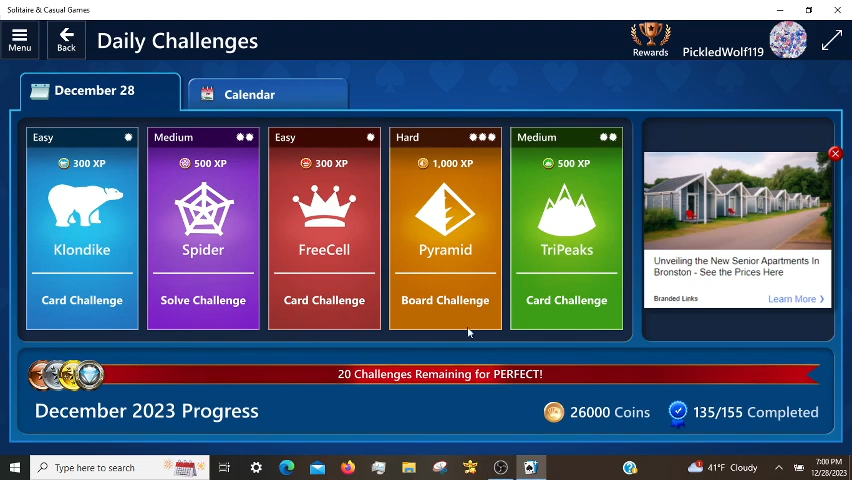 Solitaire & Casual Games
Menu
Back
Daily Challenges
Rewards
PickledWolf119
December 28
Calendar
Easy
300 XP
Klondike
Card Challenge
Medium
500 XP
Spider
Solve Challenge
Easy
300 XP
FreeCell
Card Challenge
Hard
1,000 XP
Pyramid
Board Challenge
Medium
500 XP
TriPeaks
Card Challenge
Unveiling the New Senior Apartments In
Bronston - See the Prices Here
Branded Links
Learn More
20 Challenges Remaining for PERFECT!
December 2023 Progress
26000 Coins
135/155 Completed
Type here to search
41°F Cloudy
7:00 PM
12/28/2023